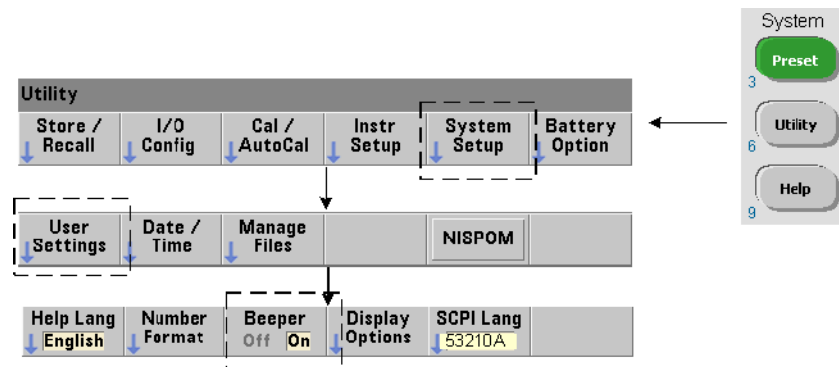 System
Preset
3
Utility
6
Help
9
Utility
Store / Recall
I/O Config
Cal / AutoCal
Instr Setup
System Setup
Battery Option
User Settings
Date / Time
Manage Files
NISPOM
Help Lang English
Number Format
Beeper Off On
Display Options
SCPI Lang 53210A